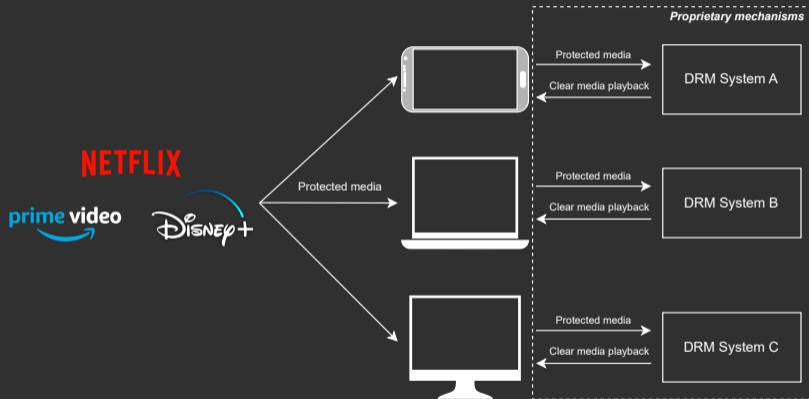 Proprietary mechanisms
Protected media
Clear media playback
DRM System A
NETFLIX
prime video
Disney+
Protected media
Protected media
Clear media playback
DRM System B
Protected media
Clear media playback
DRM System C